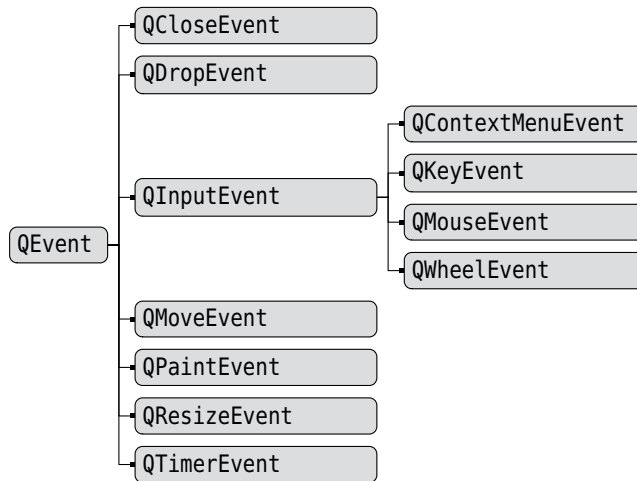 QEvent
QCloseEvent
QDropEvent
QInputEvent
QContextMenuEvent
QKeyEvent
QMouseEvent
QWheelEvent
QMoveEvent
QPaintEvent
QResizeEvent
QTimerEvent